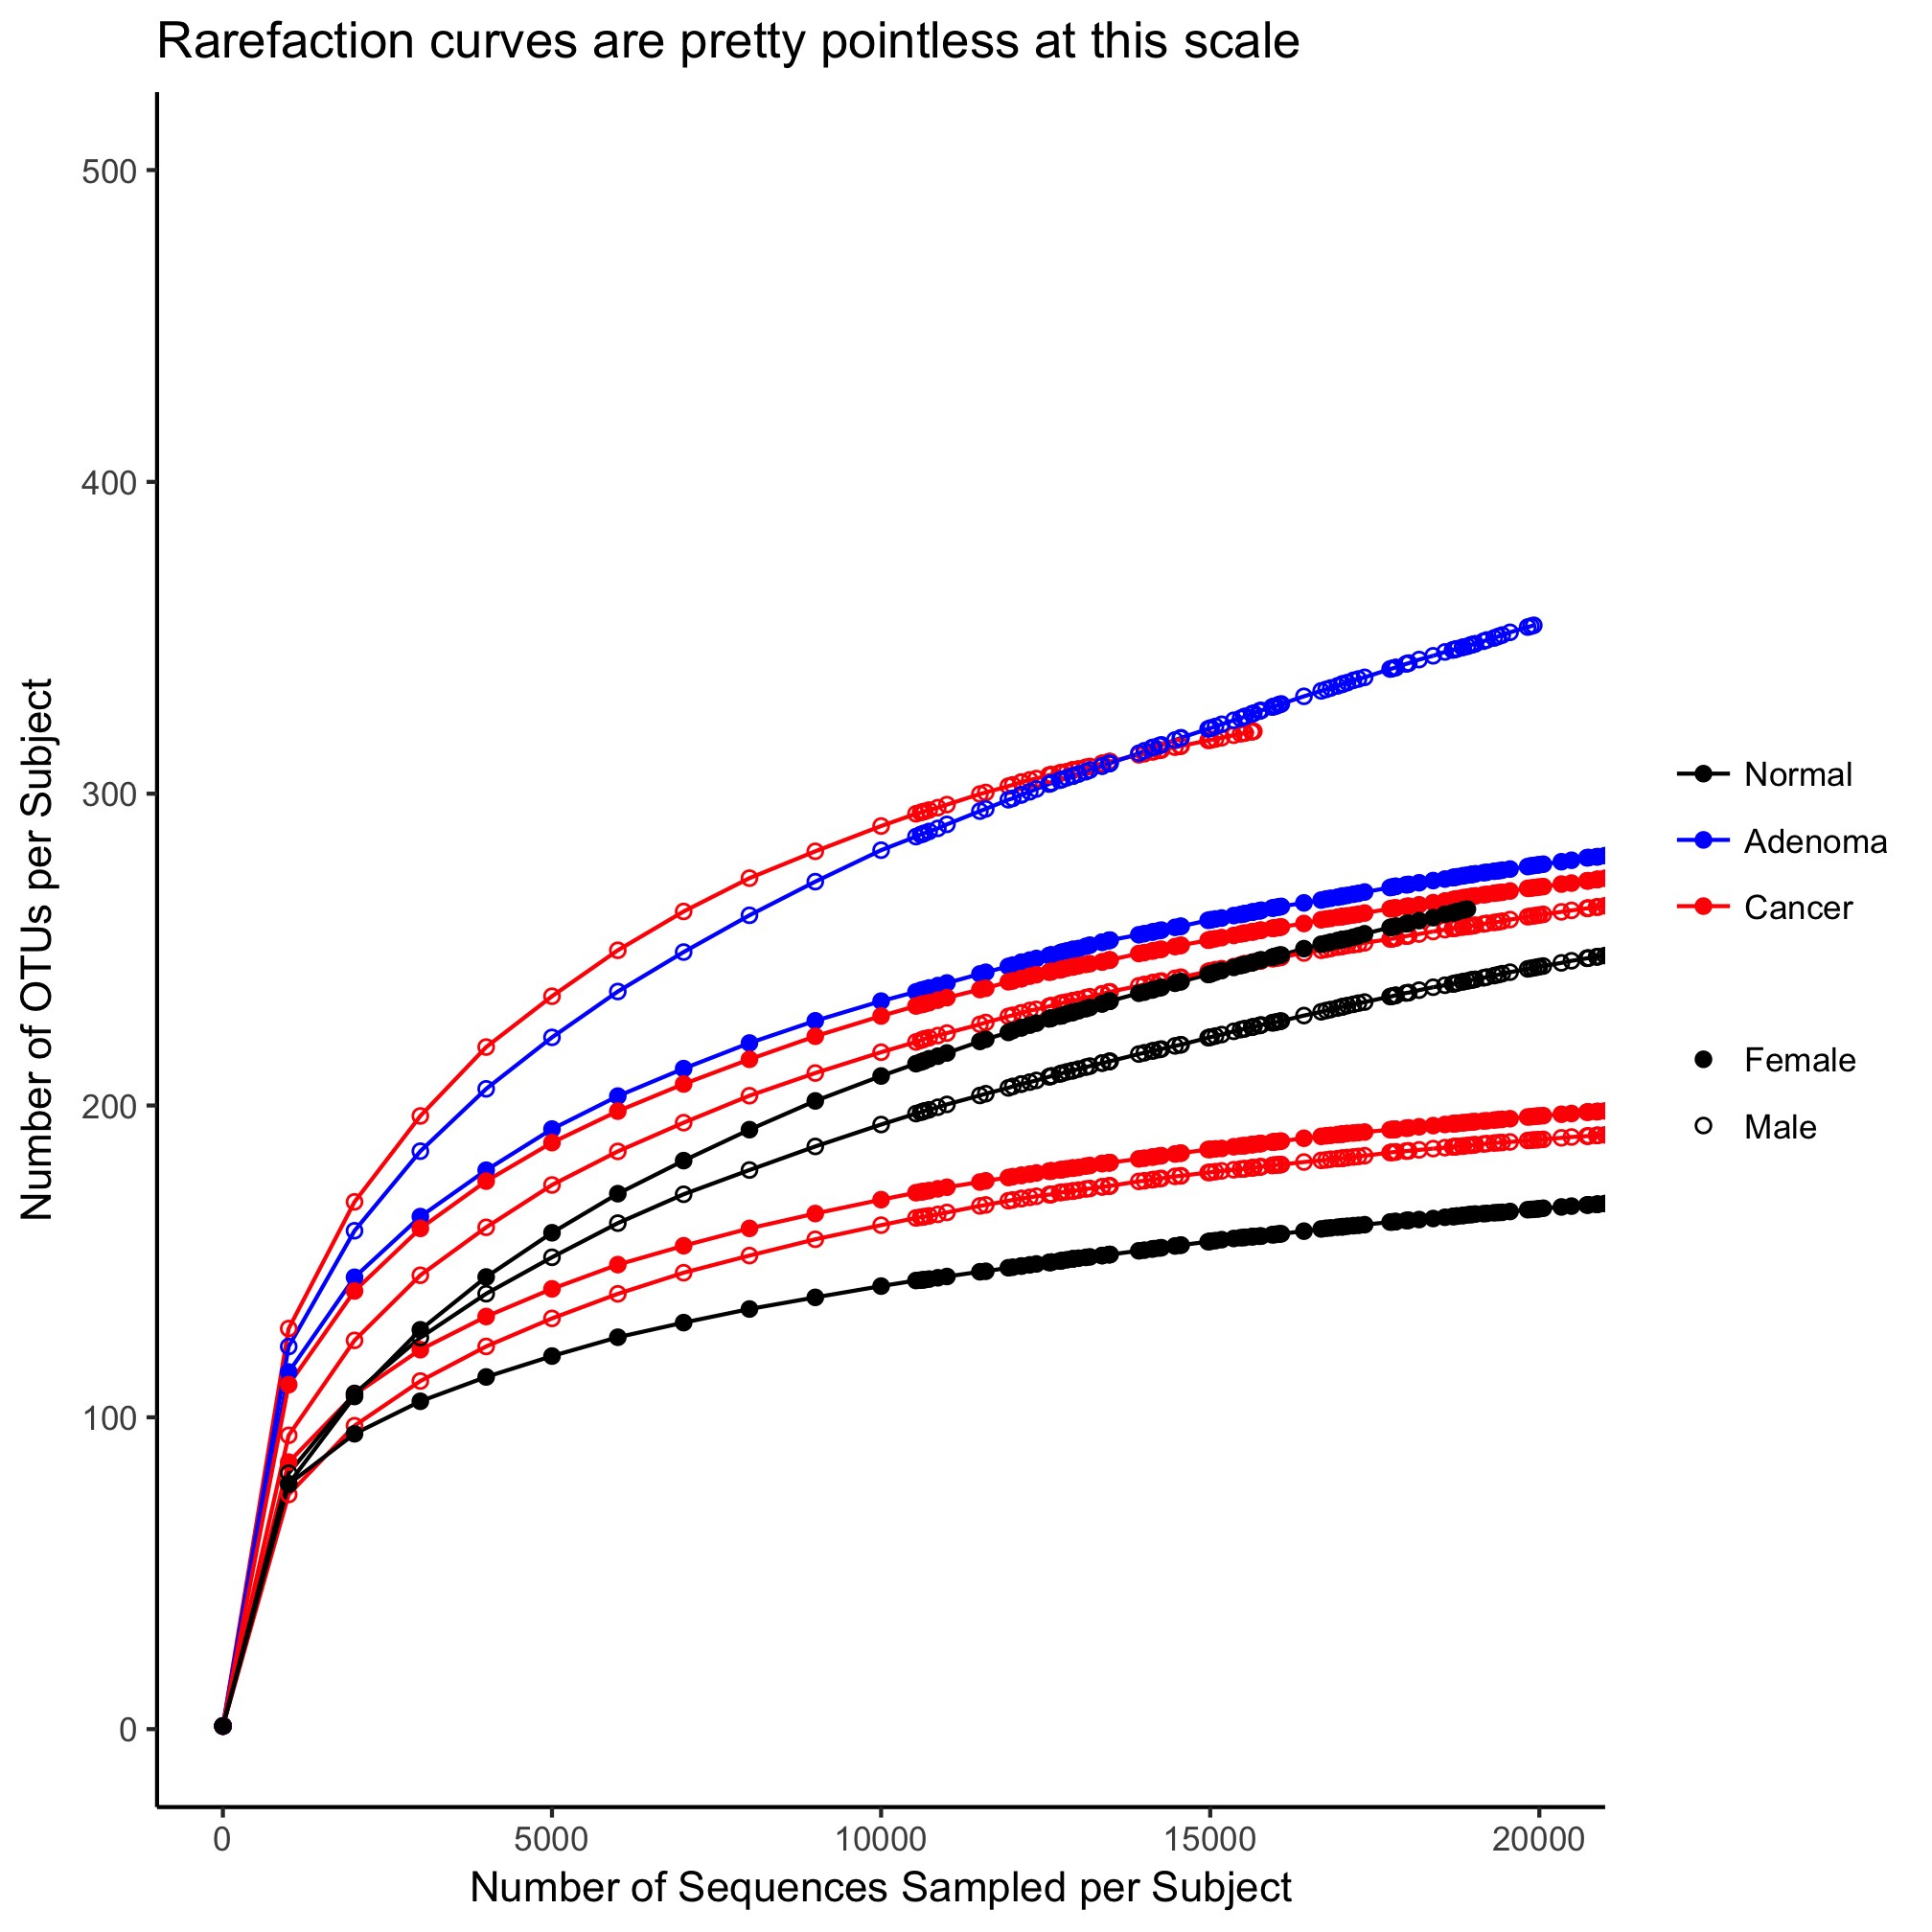 Rarefaction curves are pretty pointless at this scale
Number of OTUs per Subject
500
400
300
200
100
0
0 5000 10000 15000 20000
Number of Sequences Sampled per Subject
Normal
Adenoma
Cancer
Female
Male